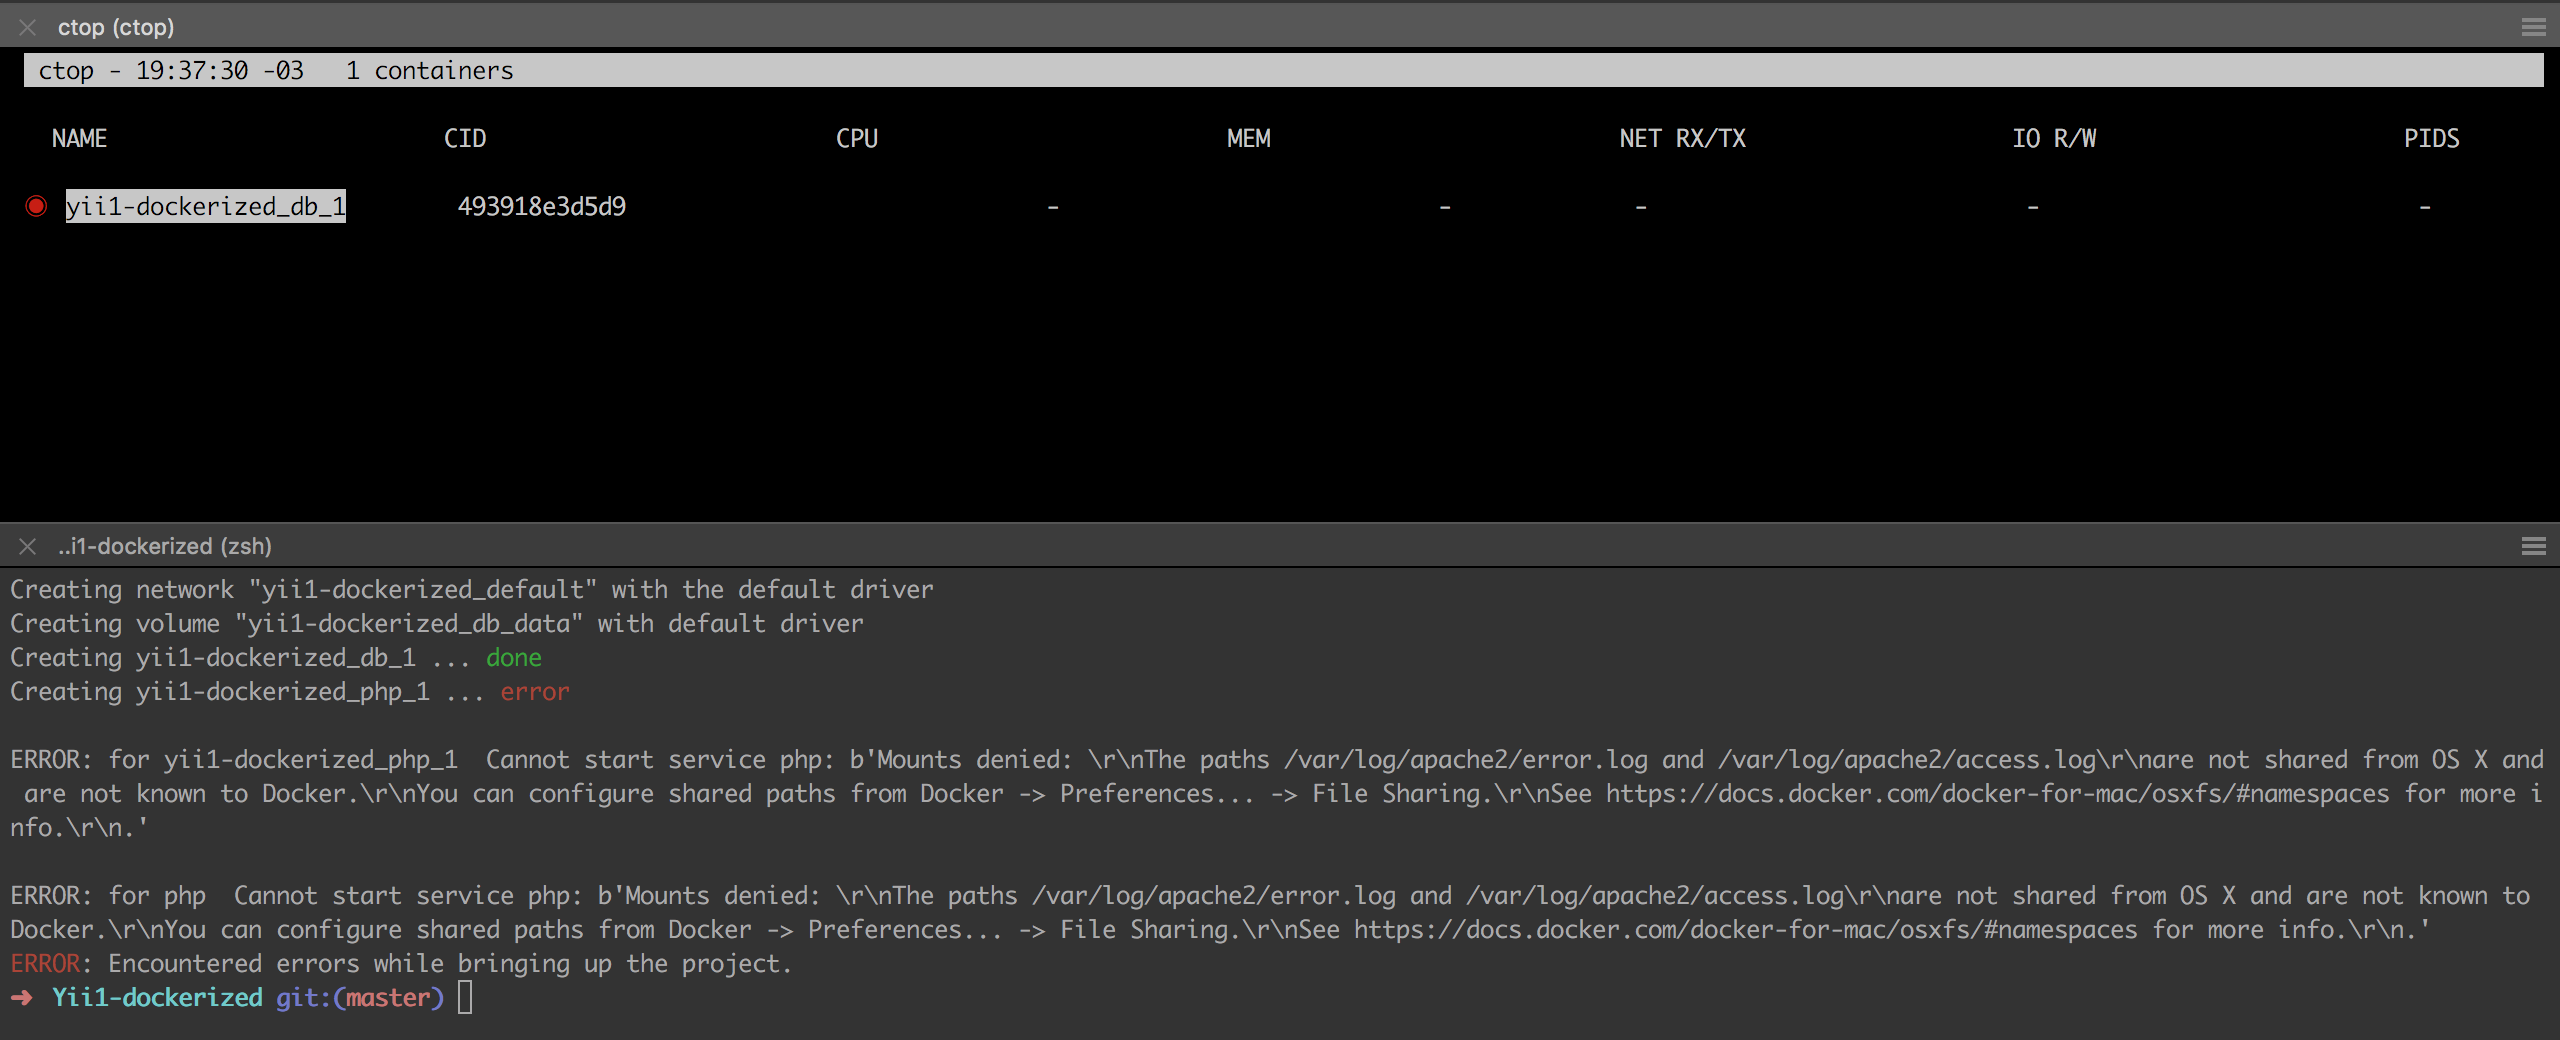 ctop (ctop)
ctop - 19:37:30 -03   1 containers
NAME CID CPU MEM NET RX/TX IO R/W PIDS
yii1-dockerized_db_1 493918e3d5d9 - - - - -
..i1-dockerized (zsh)
Creating network "yii1-dockerized_default" with the default driver
Creating volume "yii1-dockerized_db_data" with default driver
Creating yii1-dockerized_db_1 ... done
Creating yii1-dockerized_php_1 ... error
ERROR: for yii1-dockerized_php_1  Cannot start service php: b'Mounts denied: \r\nThe paths /var/log/apache2/error.log and /var/log/apache2/access.log\r\nare not shared from OS X and
 are not known to Docker.\r\nYou can configure shared paths from Docker -> Preferences... -> File Sharing.\r\nSee https://docs.docker.com/docker-for-mac/osxfs/#namespaces for more i
nfo.\r\n.'
ERROR: for php  Cannot start service php: b'Mounts denied: \r\nThe paths /var/log/apache2/error.log and /var/log/apache2/access.log\r\nare not shared from OS X and are not known to
Docker.\r\nYou can configure shared paths from Docker -> Preferences... -> File Sharing.\r\nSee https://docs.docker.com/docker-for-mac/osxfs/#namespaces for more info.\r\n.'
ERROR: Encountered errors while bringing up the project.
➜ Yii1-dockerized git:(master)